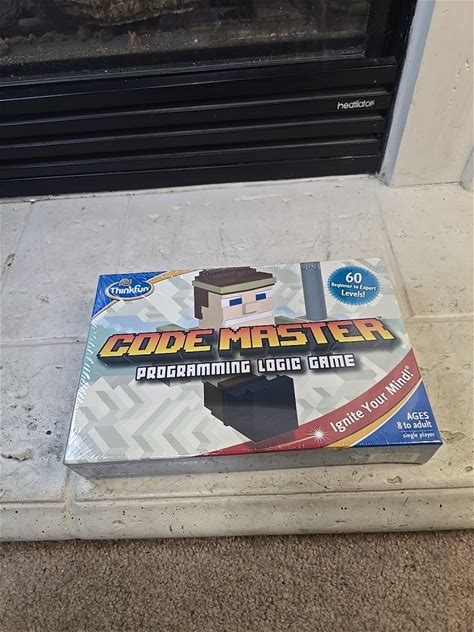 heatilator
ThinkFun
60
Beginner to Expert
Levels!
CODE MASTER
PROGRAMMING LOGIC GAME
Ignite Your Mind!
AGES
8 to adult
single player